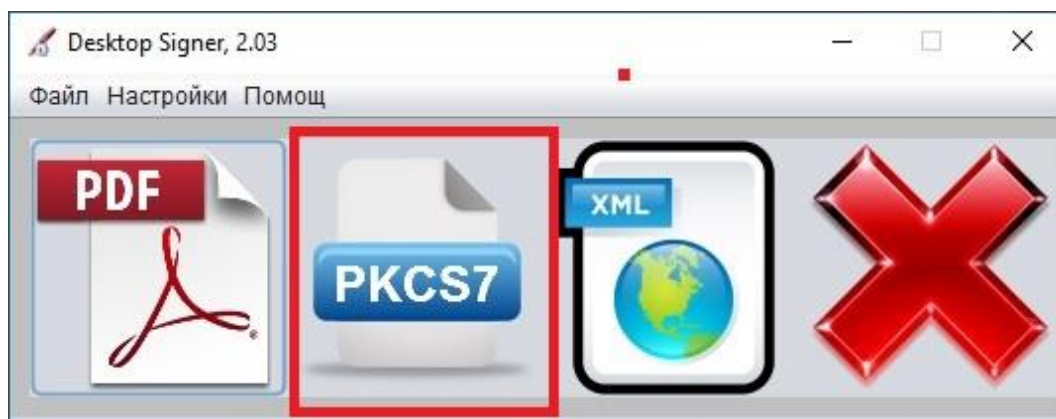 Desktop Signer, 2.03
Файл Настройки Помощ
PDF
PKCS7
XML